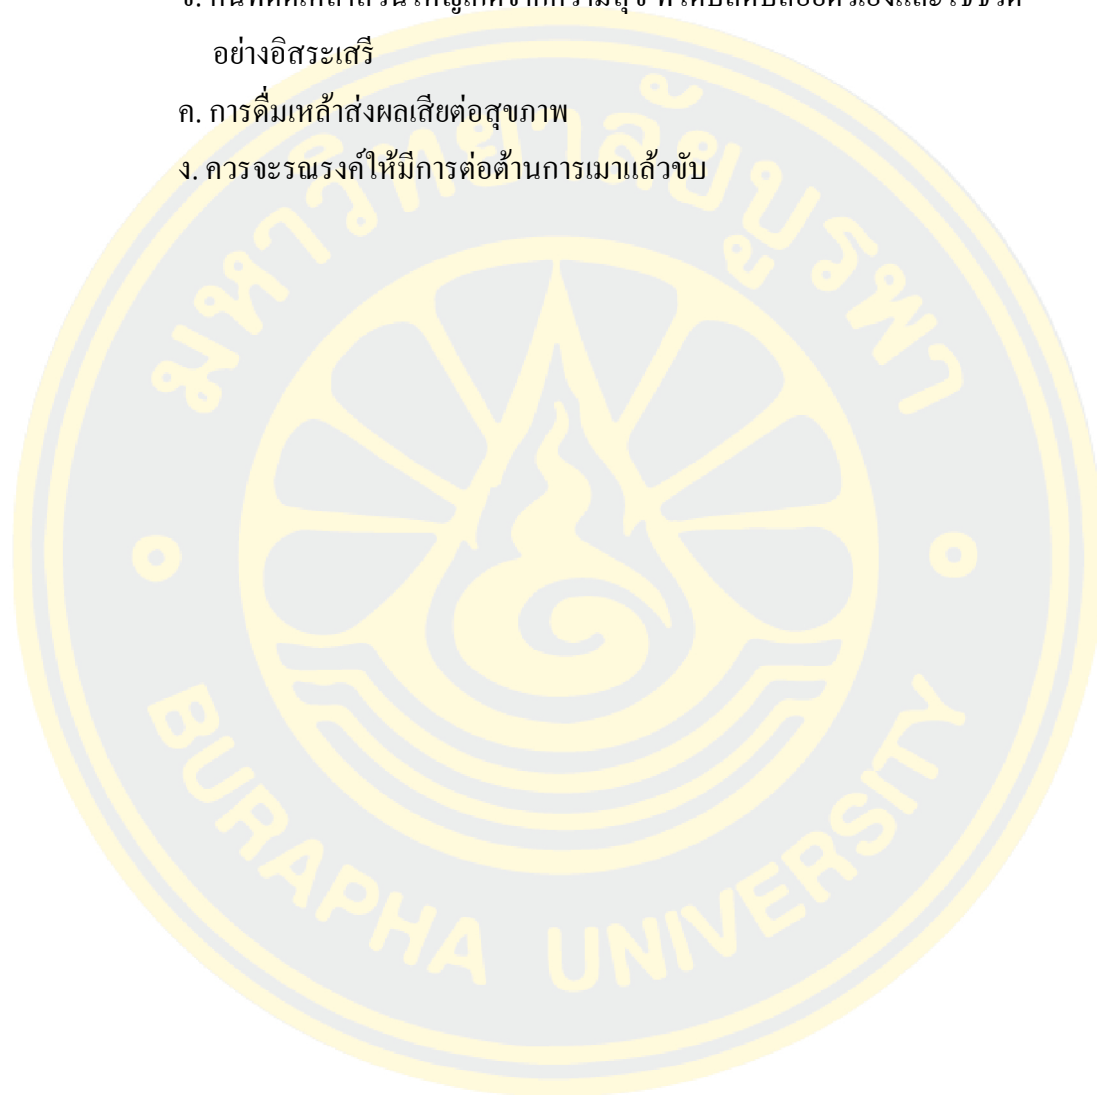 อย่างอิสระเสรี
ค. การดื่มเหล้าส่งผลเสียต่อสุขภาพ
ง. ควรจะรณรงค์ให้มีการต่อต้านการเมาแล้วขับ
มหาวิทยาลัยบูรพา
BURAPHA UNIVERSITY